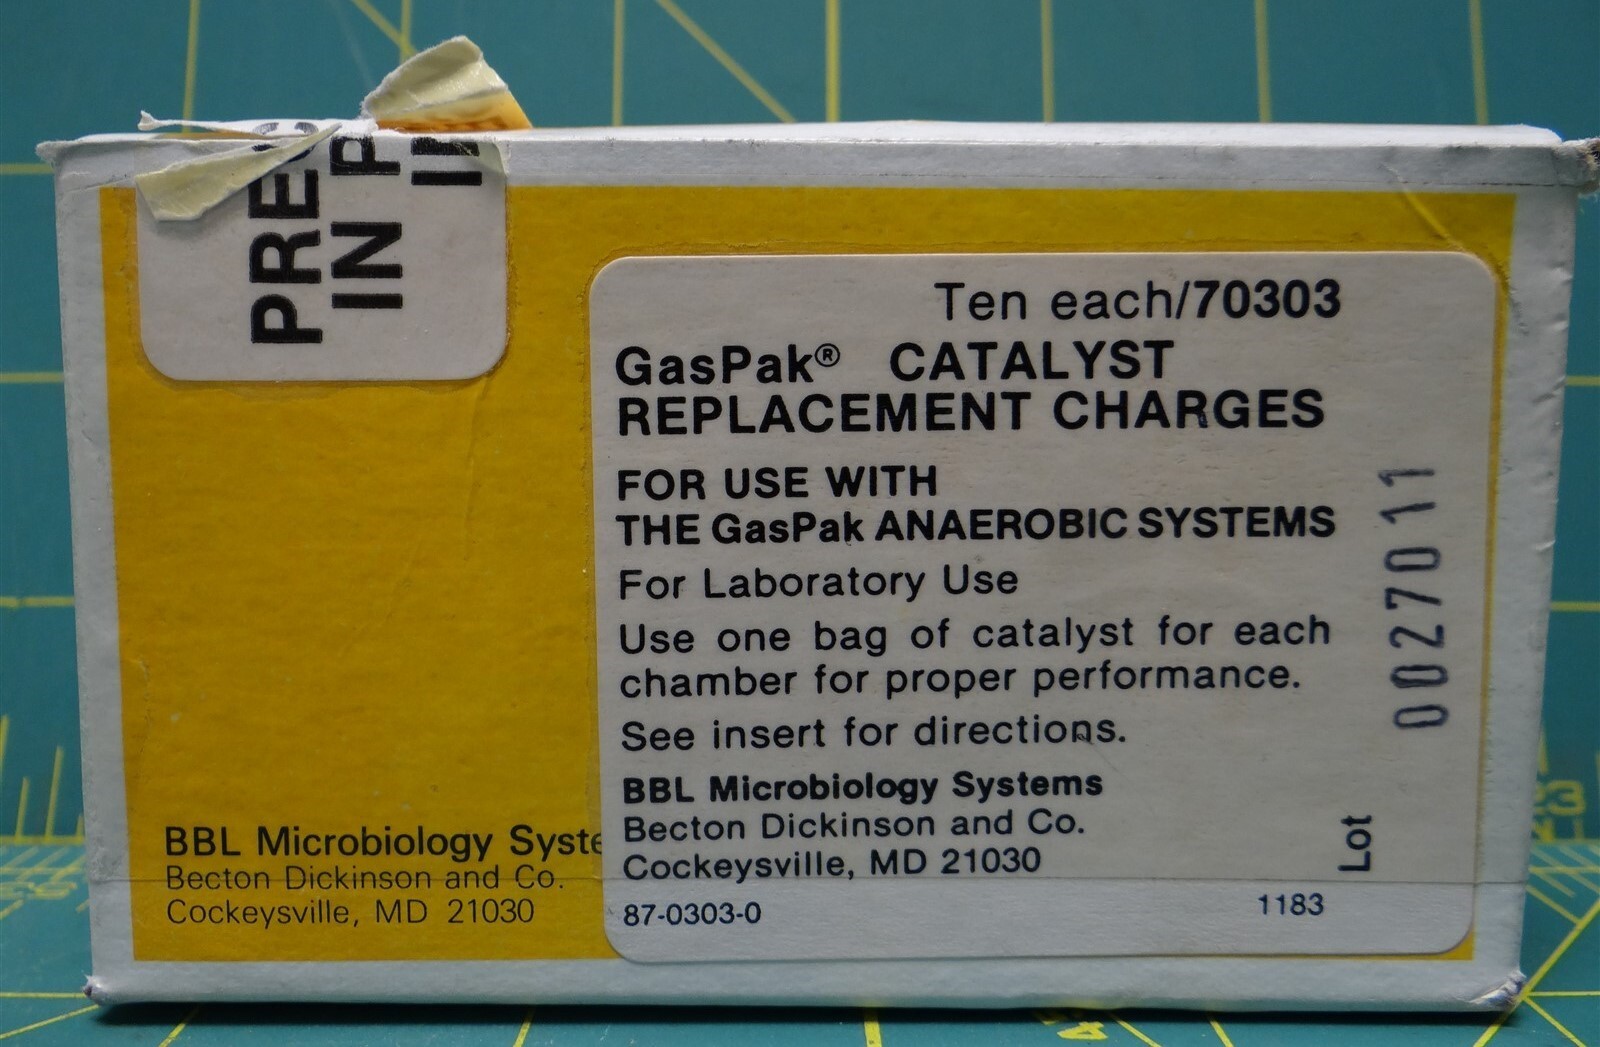 PRE
IN P
Ten each/70303
GasPak® CATALYST
REPLACEMENT CHARGES
FOR USE WITH
THE GasPak ANAEROBIC SYSTEMS
For Laboratory Use
Use one bag of catalyst for each
chamber for proper performance.
See insert for directions.
BBL Microbiology Systems
Becton Dickinson and Co.
Cockeysville, MD 21030
87-0303-0
1183
Lot
0027011
BBL Microbiology Syste
Becton Dickinson and Co.
Cockeysville, MD 21030
23